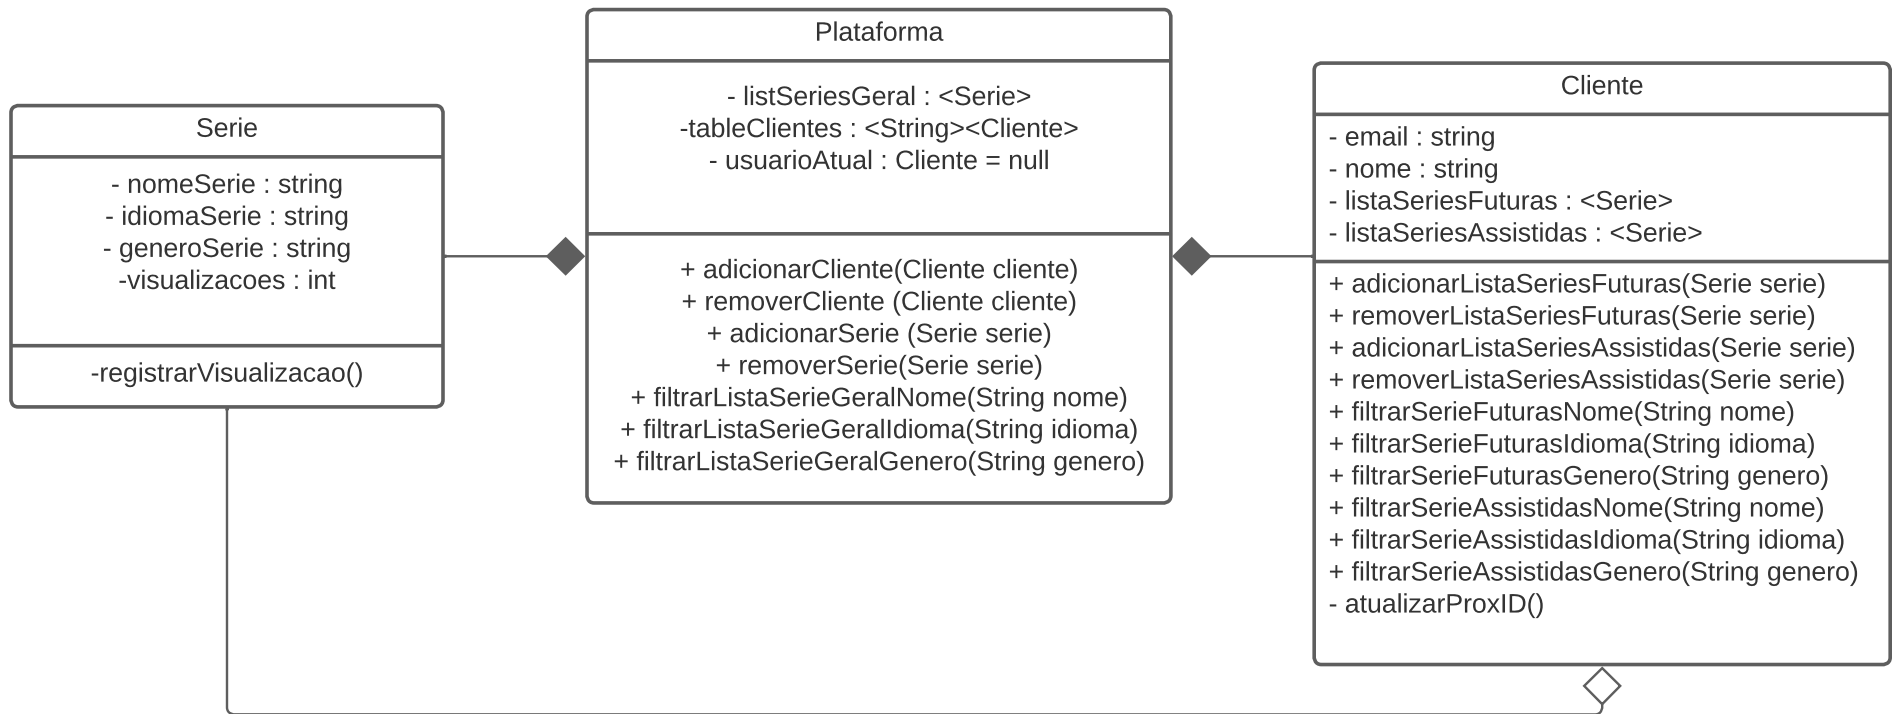 Serie
- nomeSerie : string
- idiomaSerie : string
- generoSerie : string
-visualizacoes : int
-registrarVisualizacao()
Plataforma
- listSeriesGeral : <Serie>
-tableClientes : <String><Cliente>
- usuarioAtual : Cliente = null
+ adicionarCliente(Cliente cliente)
+ removerCliente (Cliente cliente)
+ adicionarSerie (Serie serie)
+ removerSerie(Serie serie)
+ filtrarListaSerieGeralNome(String nome)
+ filtrarListaSerieGeralIdioma(String idioma)
+ filtrarListaSerieGeralGenero(String genero)
Cliente
- email : string
- nome : string
- listaSeriesFuturas : <Serie>
- listaSeriesAssistidas : <Serie>
+ adicionarListaSeriesFuturas(Serie serie)
+ removerListaSeriesFuturas(Serie serie)
+ adicionarListaSeriesAssistidas(Serie serie)
+ removerListaSeriesAssistidas(Serie serie)
+ filtrarSerieFuturasNome(String nome)
+ filtrarSerieFuturasIdioma(String idioma)
+ filtrarSerieFuturasGenero(String genero)
+ filtrarSerieAssistidasNome(String nome)
+ filtrarSerieAssistidasIdioma(String idioma)
+ filtrarSerieAssistidasGenero(String genero)
- atualizarProxID()